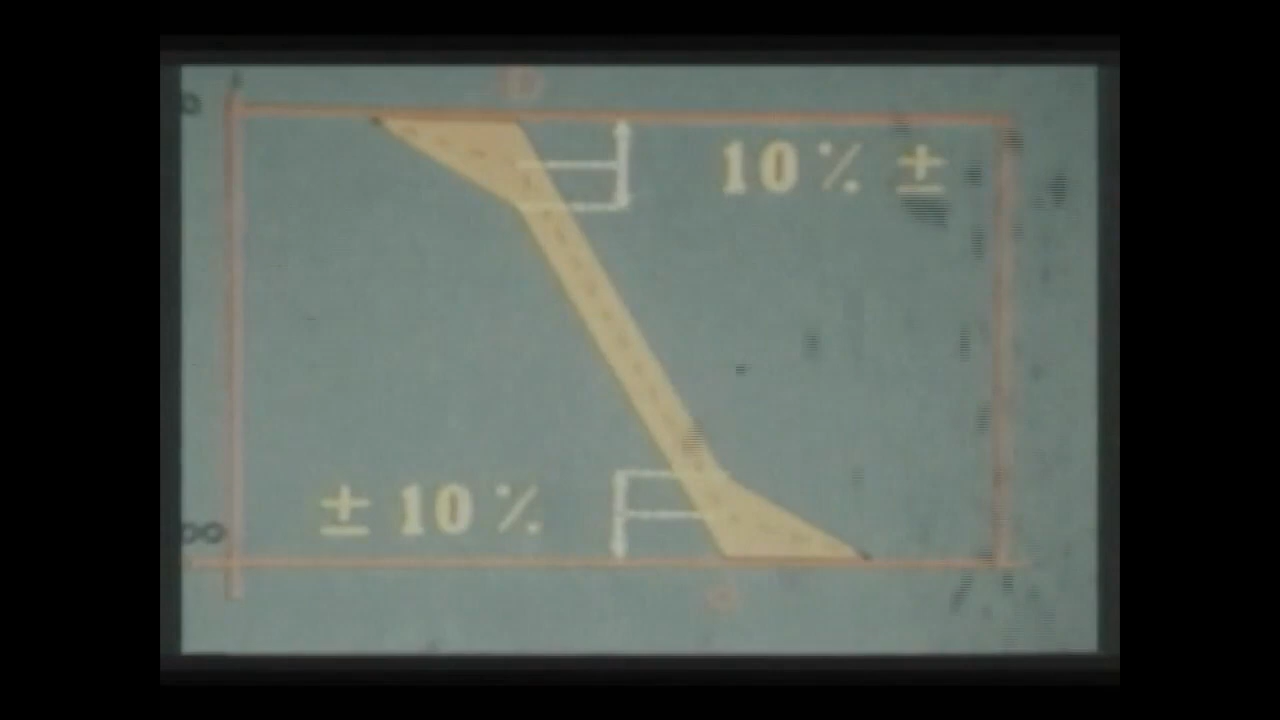 10 % ±
± 10 %
∞